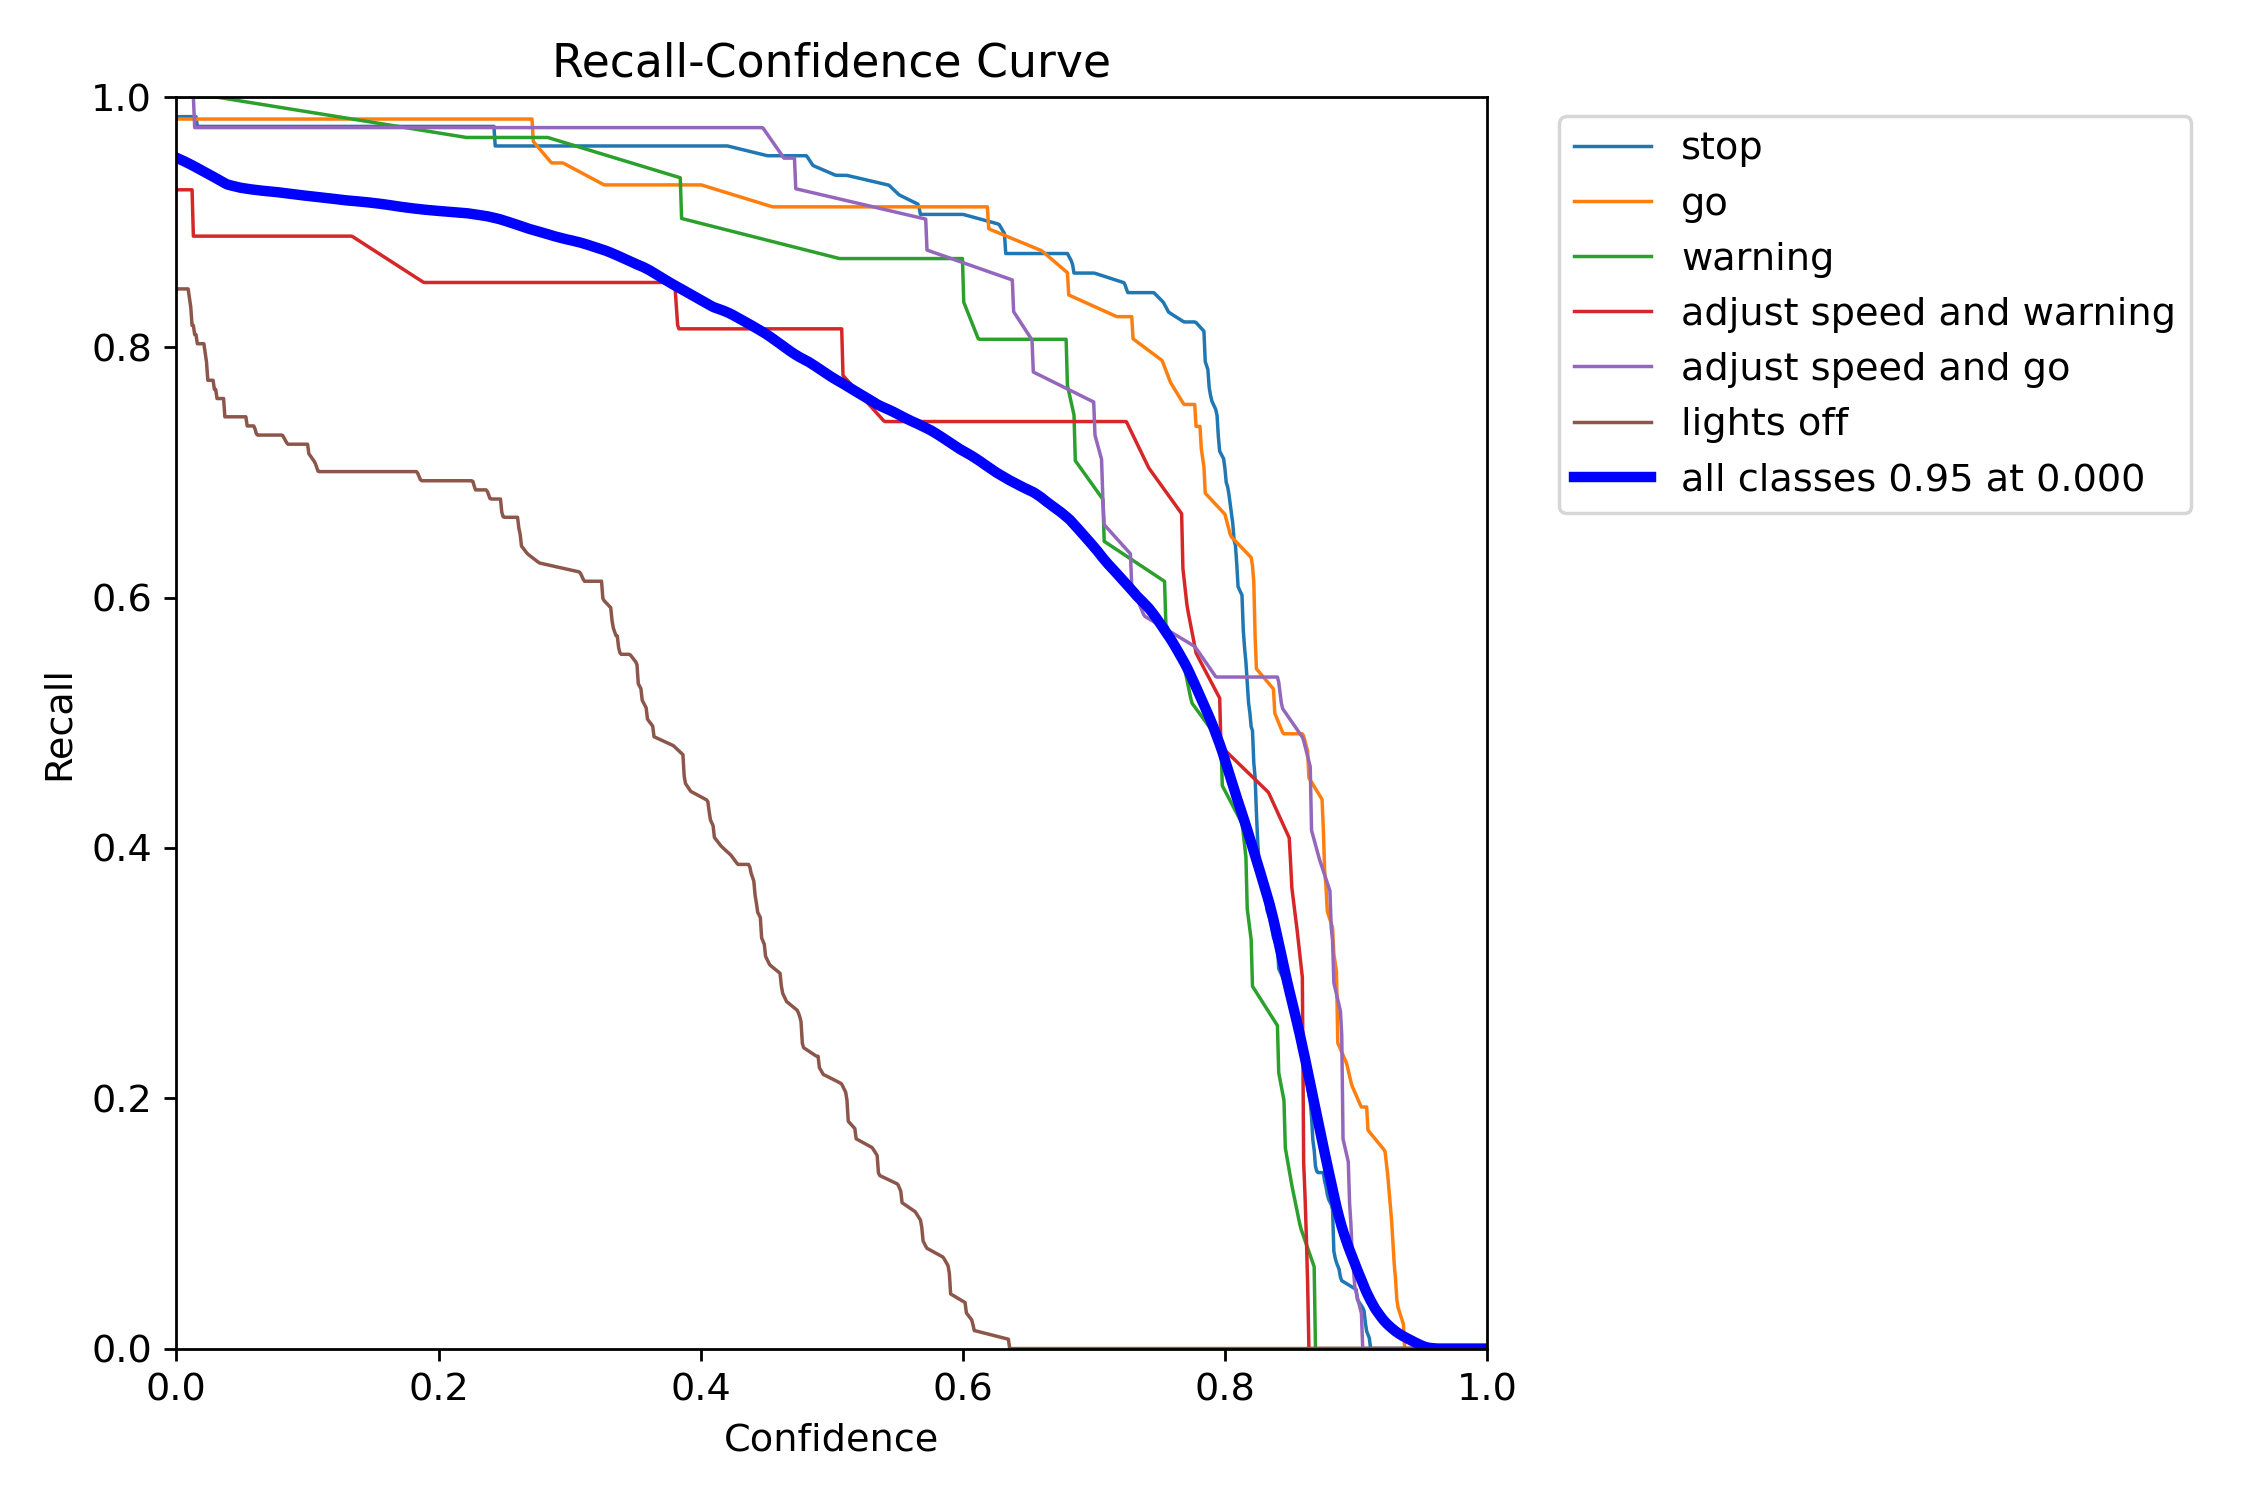 Recall-Confidence Curve
1.0
0.8
0.6
0.4
0.2
0.0
Recall
0.0 0.2 0.4 0.6 0.8 1.0
Confidence
stop
go
warning
adjust speed and warning
adjust speed and go
lights off
all classes 0.95 at 0.000